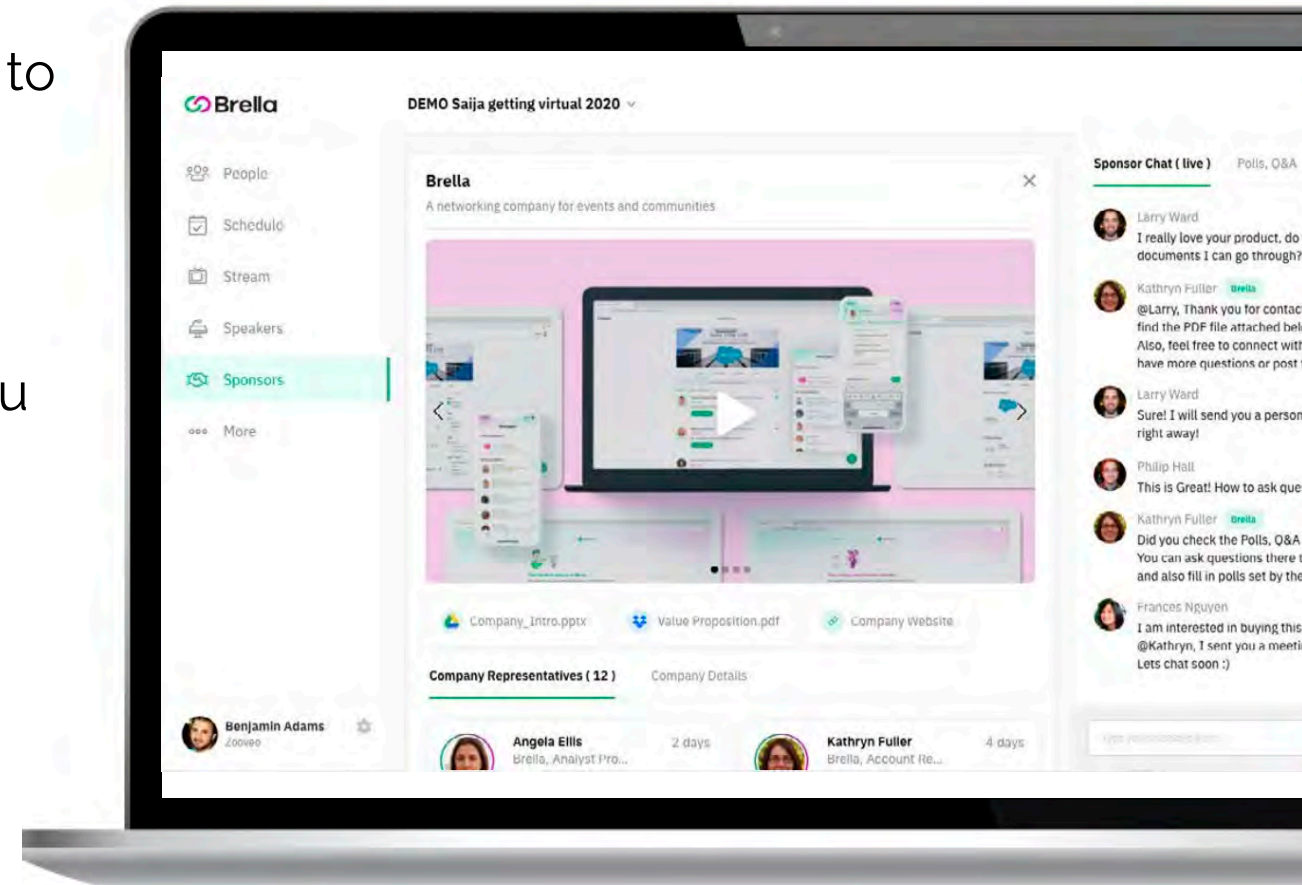 to
u
Brella
DEMO Saija getting virtual 2020
People
Schedule
Stream
Speakers
Sponsors
More
Benjamin Adams
Zooveo
Brella
A networking company for events and communities
Company_Intro.pptx
Value Proposition.pdf
Company Website
Company Representatives ( 12 )
Company Details
Angela Ellis
2 days
Brella, Analyst Pro...
Kathryn Fuller
4 days
Brella, Account Re...
Sponsor Chat ( live )
Polls, Q&A
Larry Ward
I really love your product, do
documents I can go through?
Kathryn Fuller Brella
@Larry, Thank you for contact
find the PDF file attached bel
Also, feel free to connect with
have more questions or post
Larry Ward
Sure! I will send you a person
right away!
Philip Hall
This is Great! How to ask que
Kathryn Fuller Brella
Did you check the Polls, Q&A
You can ask questions there t
and also fill in polls set by the
Frances Nguyen
I am interested in buying this
@Kathryn, I sent you a meeti
Lets chat soon :)